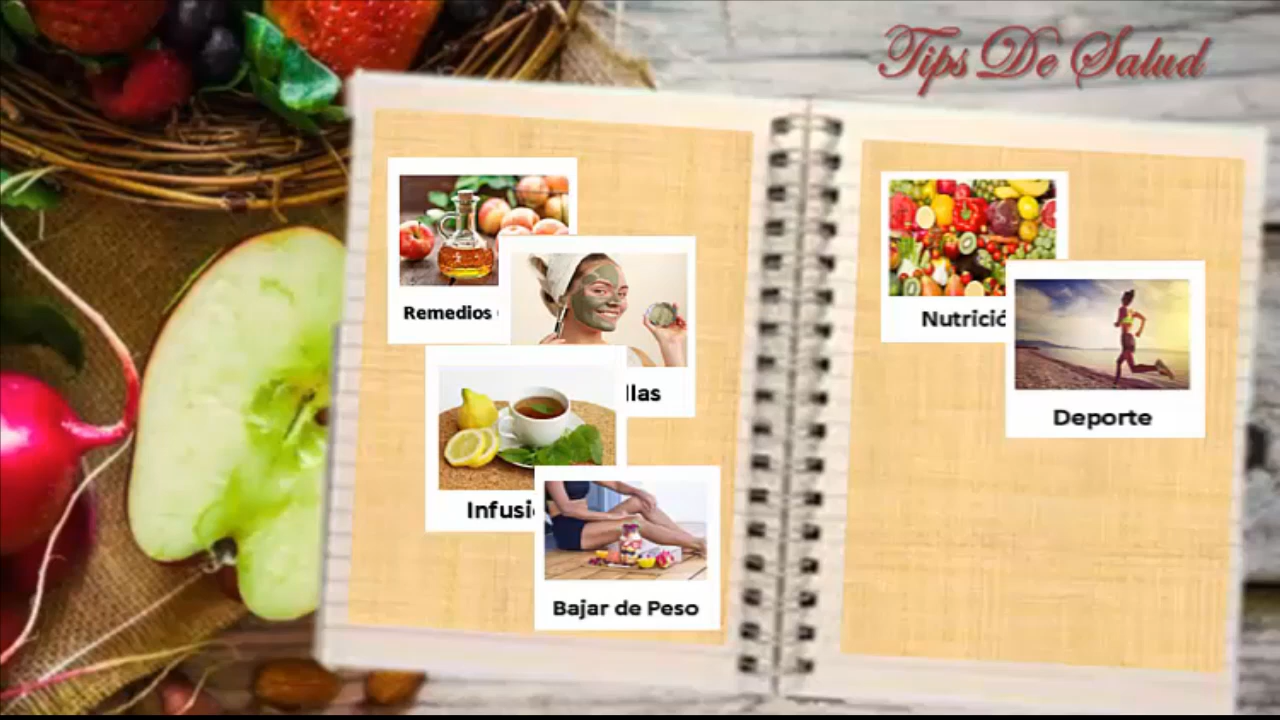 Tips De Salud
Remedios
llas
Infusi
Bajar de Peso
Nutrició
Deporte